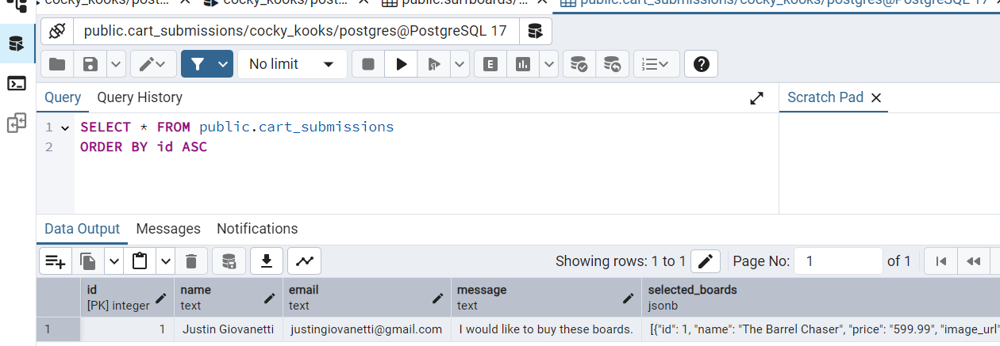 cocky_kooks/post...
cocky_kooks/post...
public.surfboards/...
public.cart_submissions/cocky_kooks/postgres@PostgreSQL 17
public.cart_submissions/cocky_kooks/postgres@PostgreSQL 17
No limit
E
Query
Query History
Scratch Pad
1 SELECT * FROM public.cart_submissions
2 ORDER BY id ASC
Data Output
Messages
Notifications
Showing rows: 1 to 1
Page No: 1 of 1
id name email message selected_boards
[PK] integer text text text jsonb
1 1 Justin Giovanetti justingiovanetti@gmail.com I would like to buy these boards. [{"id": 1, "name": "The Barrel Chaser", "price": "599.99", "image_url"